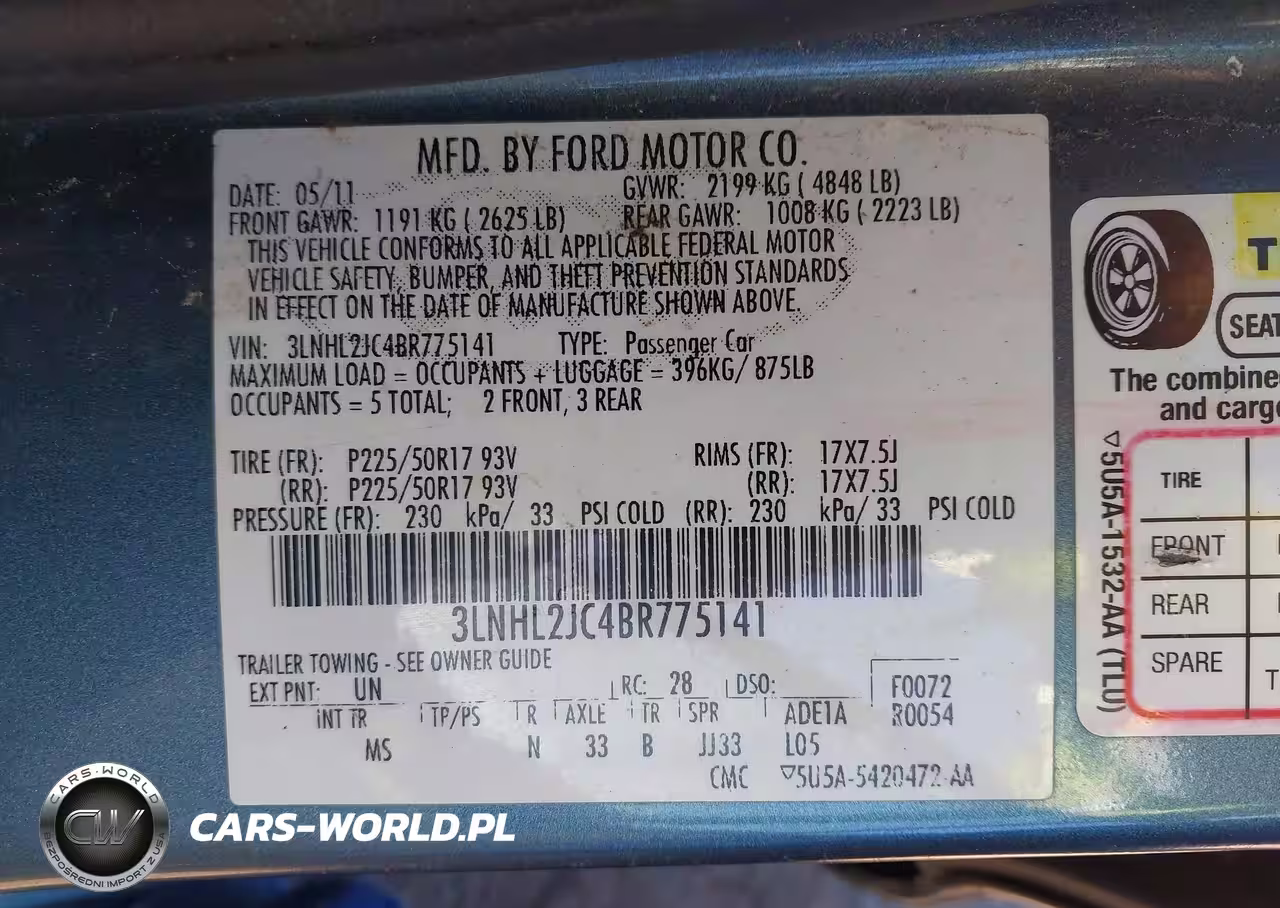 MFD. BY FORD MOTOR CO.
DATE: 05/11 GVWR: 2199 KG ( 4848 LB)
FRONT GAWR: 1191 KG ( 2625 LB) REAR GAWR: 1008 KG ( 2223 LB)
THIS VEHICLE CONFORMS TO ALL APPLICABLE FEDERAL MOTOR
VEHICLE SAFETY, BUMPER, AND THEFT PREVENTION STANDARDS
IN EFFECT ON THE DATE OF MANUFACTURE SHOWN ABOVE.
VIN: 3LNHL2JC4BR775141 TYPE: Passenger Car
MAXIMUM LOAD = OCCUPANTS + LUGGAGE = 396KG/ 875LB
OCCUPANTS = 5 TOTAL; 2 FRONT, 3 REAR
TIRE (FR): P225/50R17 93V RIMS (FR): 17X7.5J
(RR): P225/50R17 93V (RR): 17X7.5J
PRESSURE (FR): 230 kPa/ 33 PSI COLD (RR): 230 kPa/ 33 PSI COLD
3LNHL2JC4BR775141
TRAILER TOWING - SEE OWNER GUIDE
EXT PNT: UN RC: 28 DSO: F0072
INT TR TP/PS R AXLE TR SPR ADE1A R0054
MS N 33 B JJ33 L05
CMC ▽5U5A-5420472-AA
T
SEAT
The combine
and cargo
▽5U5A-1532-AA (TLU)
TIRE
FRONT
REAR
SPARE
T
CARS-WORLD
CW
BEZPOŚREDNI IMPORT Z USA
CARS-WORLD.PL